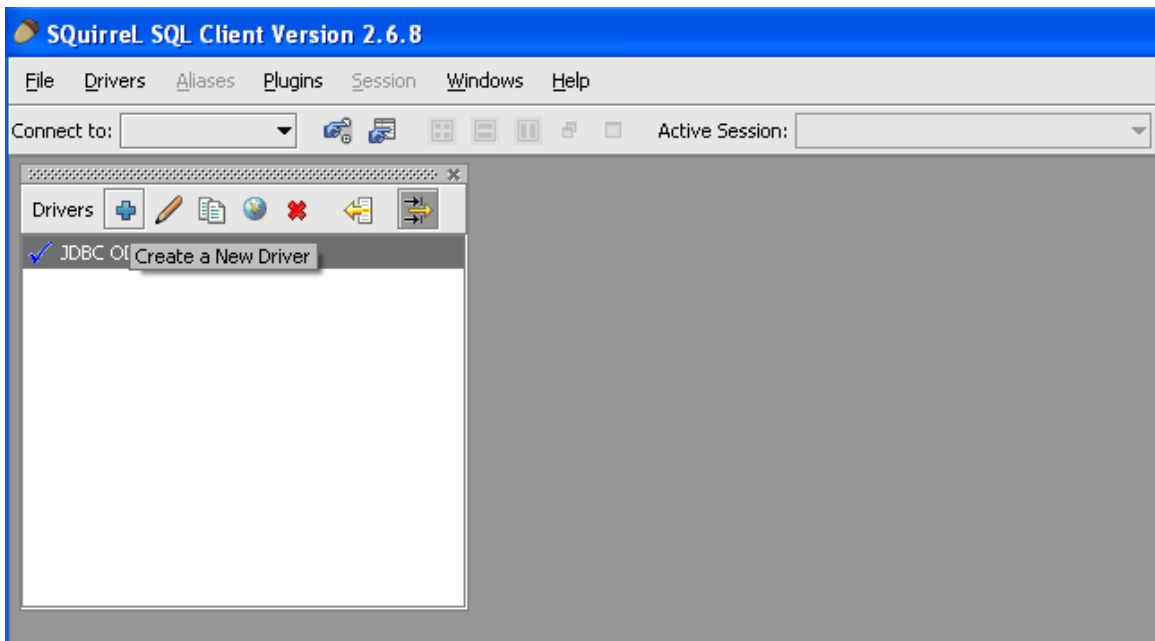 SQuirreL SQL Client Version 2.6.8
File Drivers Aliases Plugins Session Windows Help
Connect to: Active Session:
Drivers
JDBC
Create a New Driver